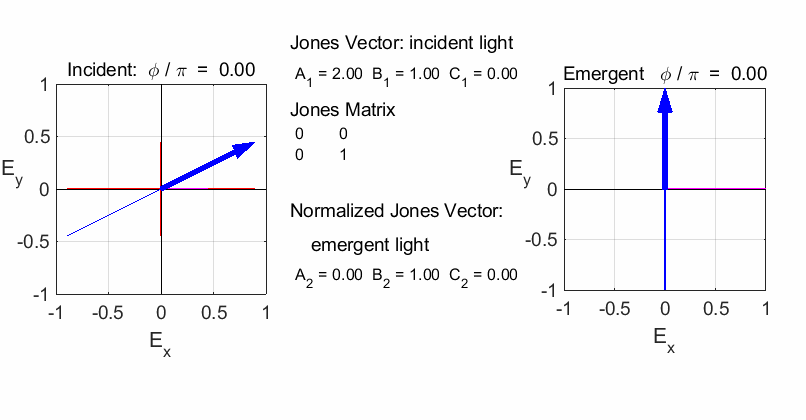 Jones Vector: incident light
Incident: ϕ / π = 0.00
A1 = 2.00 B1 = 1.00 C1 = 0.00
Emergent ϕ / π = 0.00
Jones Matrix
0 0
0 1
Normalized Jones Vector:
emergent light
A2 = 0.00 B2 = 1.00 C2 = 0.00
1
0.5
0
-0.5
-1
Ey
-1 -0.5 0 0.5 1
Ex
1
0.5
0
-0.5
-1
Ey
-1 -0.5 0 0.5 1
Ex